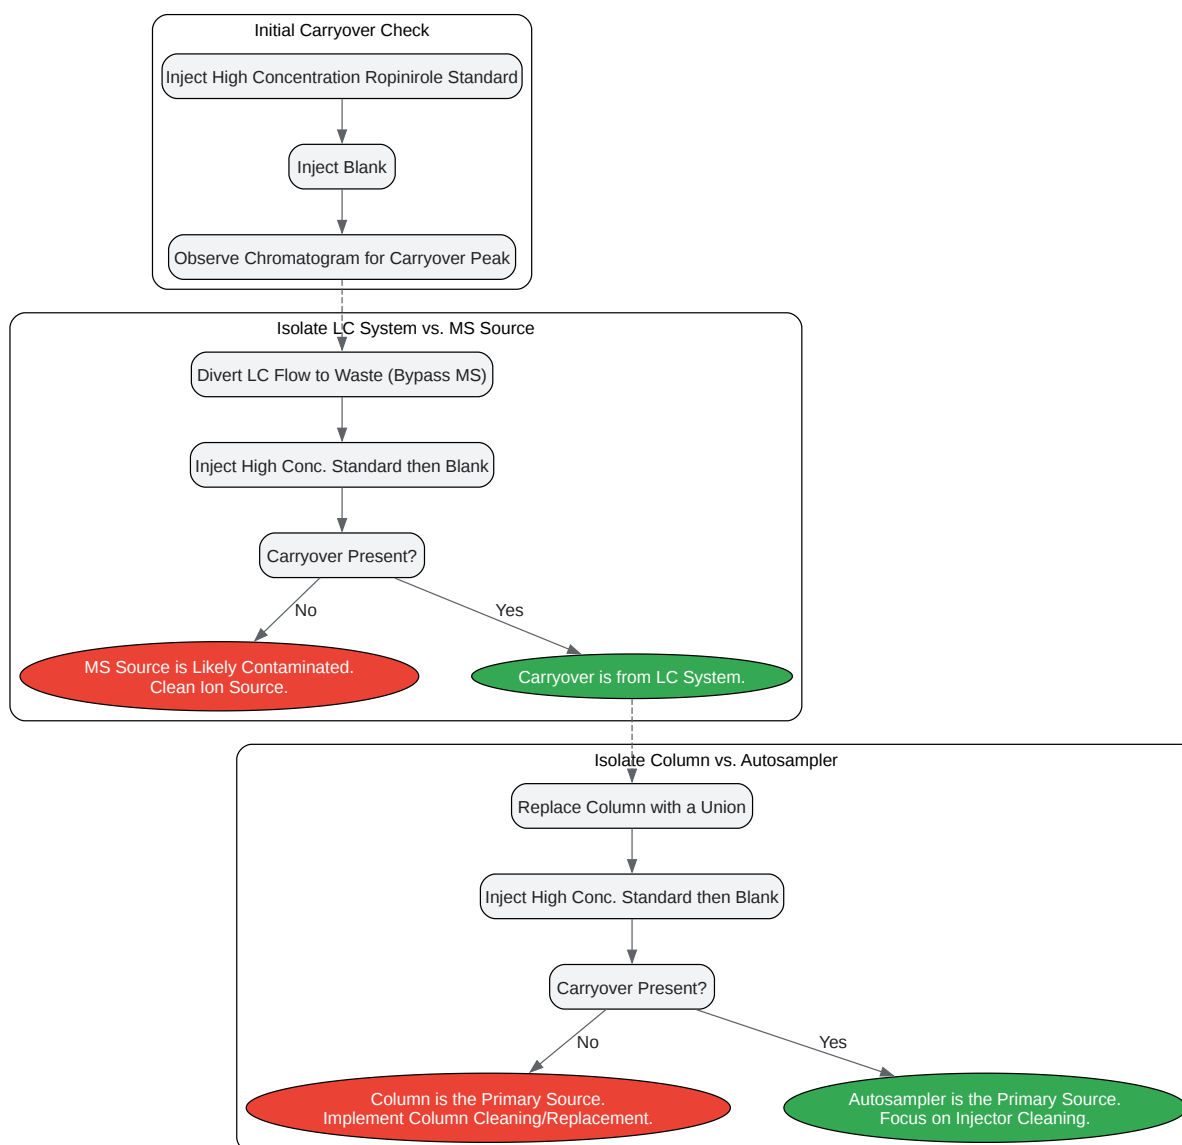 Initial Carryover Check
Inject High Concentration Ropinirole Standard
Inject Blank
Observe Chromatogram for Carryover Peak
Isolate LC System vs. MS Source
Divert LC Flow to Waste (Bypass MS)
Inject High Conc. Standard then Blank
Carryover Present?
No
Yes
MS Source is Likely Contaminated.
Clean Ion Source.
Carryover is from LC System.
Isolate Column vs. Autosampler
Replace Column with a Union
Inject High Conc. Standard then Blank
Carryover Present?
No
Yes
Column is the Primary Source.
Implement Column Cleaning/Replacement.
Autosampler is the Primary Source.
Focus on Injector Cleaning.